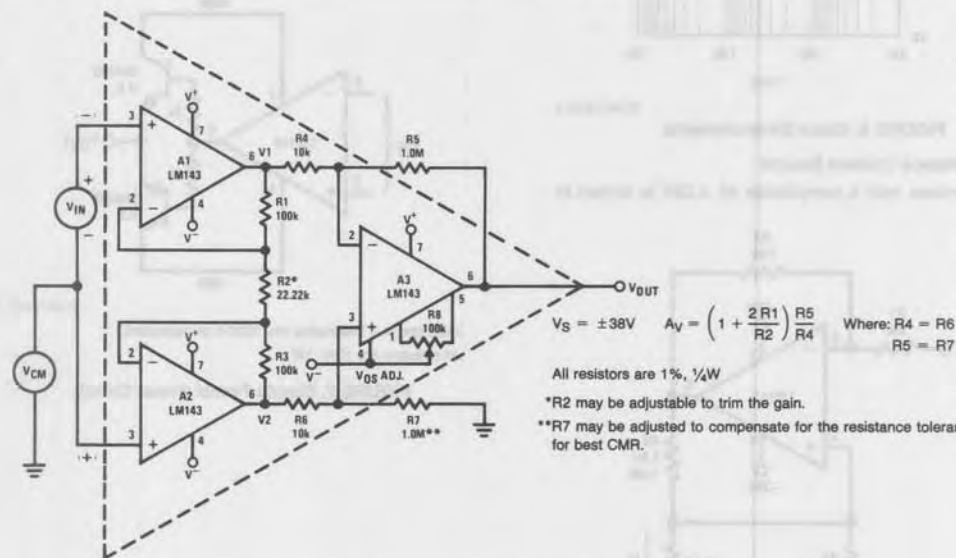 (-)
3
+
V+
7
A1
LM143
6
V1
2
−
4
V−
R4
10k
R5
1.0M
+
VIN
−
R1
100k
R2*
22.22k
R3
100k
VCM
2
−
V+
7
A3
LM143
6
5
R8
100k
3
+
1
4
V−
VOS ADJ.
VOUT
2
−
V+
7
A2
LM143
6
V2
3
+
4
V−
(+)
R6
10k
R7
1.0M**
VS = ±38V AV = (1 + 2 R1/R2) R5/R4 Where: R4 = R6
R5 = R7
All resistors are 1%, ¼W
*R2 may be adjustable to trim the gain.
**R7 may be adjusted to compensate for the resistance toleran
for best CMR.